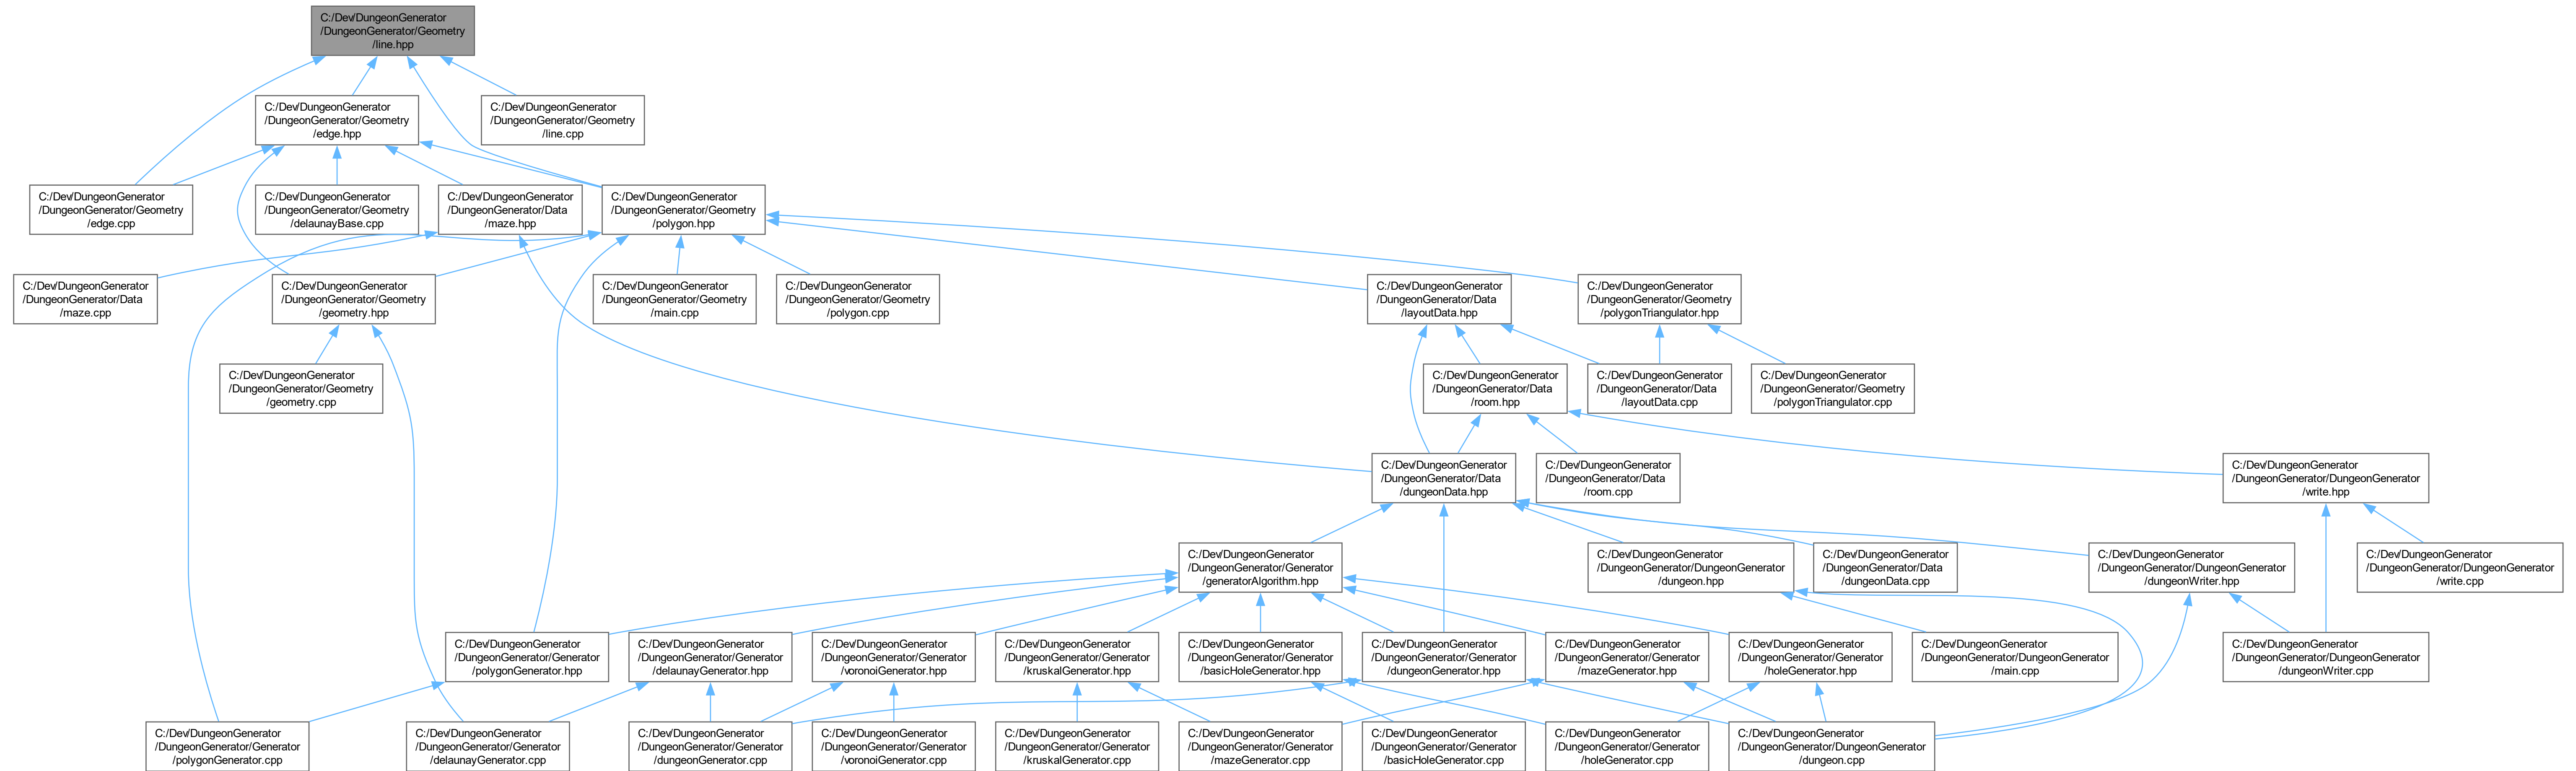 C:/Dev/DungeonGenerator
/DungeonGenerator/Geometry
/line.hpp
C:/Dev/DungeonGenerator
/DungeonGenerator/Geometry
/edge.hpp
C:/Dev/DungeonGenerator
/DungeonGenerator/Geometry
/line.cpp
C:/Dev/DungeonGenerator
/DungeonGenerator/Geometry
/edge.cpp
C:/Dev/DungeonGenerator
/DungeonGenerator/Geometry
/delaunayBase.cpp
C:/Dev/DungeonGenerator
/DungeonGenerator/Data
/maze.hpp
C:/Dev/DungeonGenerator
/DungeonGenerator/Geometry
/polygon.hpp
C:/Dev/DungeonGenerator
/DungeonGenerator/Data
/maze.cpp
C:/Dev/DungeonGenerator
/DungeonGenerator/Geometry
/geometry.hpp
C:/Dev/DungeonGenerator
/DungeonGenerator/Geometry
/main.cpp
C:/Dev/DungeonGenerator
/DungeonGenerator/Geometry
/polygon.cpp
C:/Dev/DungeonGenerator
/DungeonGenerator/Data
/layoutData.hpp
C:/Dev/DungeonGenerator
/DungeonGenerator/Geometry
/polygonTriangulator.hpp
C:/Dev/DungeonGenerator
/DungeonGenerator/Geometry
/geometry.cpp
C:/Dev/DungeonGenerator
/DungeonGenerator/Data
/room.hpp
C:/Dev/DungeonGenerator
/DungeonGenerator/Data
/layoutData.cpp
C:/Dev/DungeonGenerator
/DungeonGenerator/Geometry
/polygonTriangulator.cpp
C:/Dev/DungeonGenerator
/DungeonGenerator/Data
/dungeonData.hpp
C:/Dev/DungeonGenerator
/DungeonGenerator/Data
/room.cpp
C:/Dev/DungeonGenerator
/DungeonGenerator/DungeonGenerator
/write.hpp
C:/Dev/DungeonGenerator
/DungeonGenerator/Generator
/generatorAlgorithm.hpp
C:/Dev/DungeonGenerator
/DungeonGenerator/DungeonGenerator
/dungeon.hpp
C:/Dev/DungeonGenerator
/DungeonGenerator/Data
/dungeonData.cpp
C:/Dev/DungeonGenerator
/DungeonGenerator/DungeonGenerator
/dungeonWriter.hpp
C:/Dev/DungeonGenerator
/DungeonGenerator/DungeonGenerator
/write.cpp
C:/Dev/DungeonGenerator
/DungeonGenerator/Generator
/polygonGenerator.hpp
C:/Dev/DungeonGenerator
/DungeonGenerator/Generator
/delaunayGenerator.hpp
C:/Dev/DungeonGenerator
/DungeonGenerator/Generator
/voronoiGenerator.hpp
C:/Dev/DungeonGenerator
/DungeonGenerator/Generator
/kruskalGenerator.hpp
C:/Dev/DungeonGenerator
/DungeonGenerator/Generator
/basicHoleGenerator.hpp
C:/Dev/DungeonGenerator
/DungeonGenerator/Generator
/dungeonGenerator.hpp
C:/Dev/DungeonGenerator
/DungeonGenerator/Generator
/mazeGenerator.hpp
C:/Dev/DungeonGenerator
/DungeonGenerator/Generator
/holeGenerator.hpp
C:/Dev/DungeonGenerator
/DungeonGenerator/DungeonGenerator
/main.cpp
C:/Dev/DungeonGenerator
/DungeonGenerator/DungeonGenerator
/dungeonWriter.cpp
C:/Dev/DungeonGenerator
/DungeonGenerator/Generator
/polygonGenerator.cpp
C:/Dev/DungeonGenerator
/DungeonGenerator/Generator
/delaunayGenerator.cpp
C:/Dev/DungeonGenerator
/DungeonGenerator/Generator
/dungeonGenerator.cpp
C:/Dev/DungeonGenerator
/DungeonGenerator/Generator
/voronoiGenerator.cpp
C:/Dev/DungeonGenerator
/DungeonGenerator/Generator
/kruskalGenerator.cpp
C:/Dev/DungeonGenerator
/DungeonGenerator/Generator
/mazeGenerator.cpp
C:/Dev/DungeonGenerator
/DungeonGenerator/Generator
/basicHoleGenerator.cpp
C:/Dev/DungeonGenerator
/DungeonGenerator/Generator
/holeGenerator.cpp
C:/Dev/DungeonGenerator
/DungeonGenerator/DungeonGenerator
/dungeon.cpp